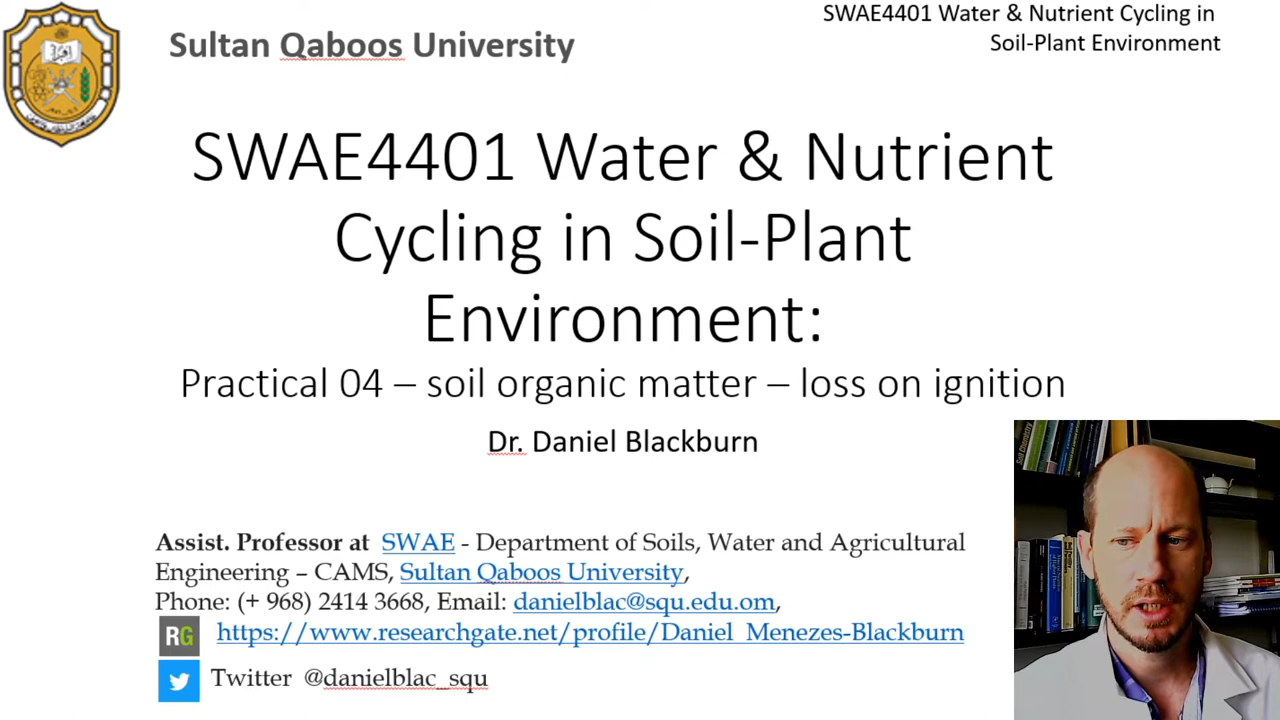 SWAE4401 Water & Nutrient Cycling in
Soil-Plant Environment
Sultan Qaboos University
SWAE4401 Water & Nutrient
Cycling in Soil-Plant
Environment:
Practical 04 – soil organic matter – loss on ignition
Dr. Daniel Blackburn
Assist. Professor at SWAE - Department of Soils, Water and Agricultural
Engineering – CAMS, Sultan Qaboos University,
Phone: (+ 968) 2414 3668, Email: danielblac@squ.edu.om,
RG https://www.researchgate.net/profile/Daniel_Menezes-Blackburn
Twitter @danielblac_squ
Soil Chemistry